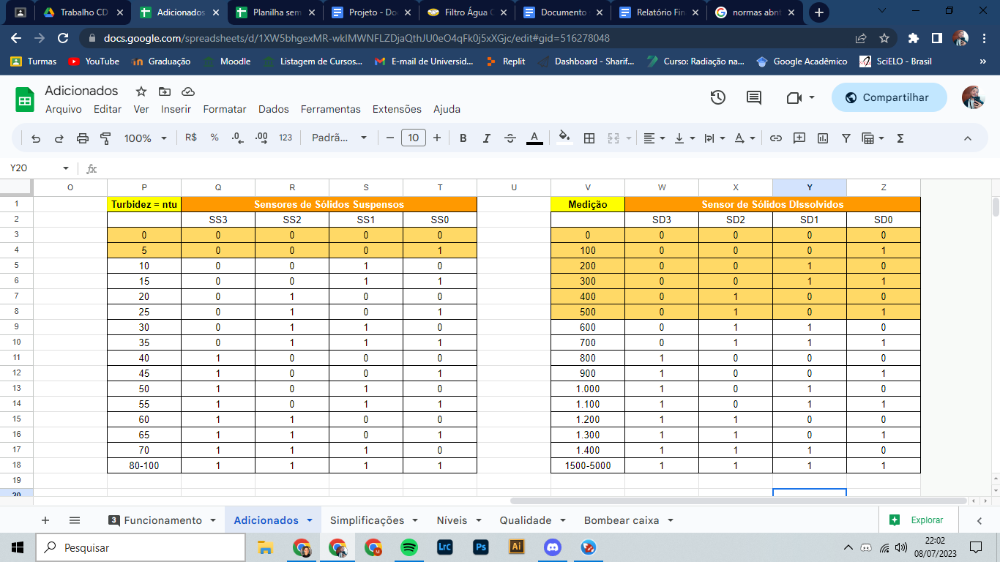 Trabalho CD
Adicionados
Planilha sem
Projeto - Do
Filtro Água C
Documento
Relatório Fin
normas abnt
docs.google.com/spreadsheets/d/1XW5bhgexMR-wkIMWNFLZDjaQthJU0eO4qFk0j5xXGjc/edit#gid=516278048
Turmas YouTube Graduação Moodle Listagem de Cursos... E-mail de Universid... Replit Dashboard - Sharif... Curso: Radiação na... Google Acadêmico SciELO - Brasil »
Adicionados
Arquivo Editar Ver Inserir Formatar Dados Ferramentas Extensões Ajuda
Compartilhar
100% R$ % .0 .00 123 Padrã... 10 B I A Σ
Y20 fx
O P Q R S T U V W X Y Z
1 Turbidez = ntu Sensores de Sólidos Suspensos Medição Sensor de Sólidos DIssolvidos
2 SS3 SS2 SS1 SS0 SD3 SD2 SD1 SD0
3 0 0 0 0 0 0 0 0 0 0
4 5 0 0 0 1 100 0 0 0 1
5 10 0 0 1 0 200 0 0 1 0
6 15 0 0 1 1 300 0 0 1 1
7 20 0 1 0 0 400 0 1 0 0
8 25 0 1 0 1 500 0 1 0 1
9 30 0 1 1 0 600 0 1 1 0
10 35 0 1 1 1 700 0 1 1 1
11 40 1 0 0 0 800 1 0 0 0
12 45 1 0 0 1 900 1 0 0 1
13 50 1 0 1 0 1.000 1 0 1 0
14 55 1 0 1 1 1.100 1 0 1 1
15 60 1 1 0 0 1.200 1 1 0 0
16 65 1 1 0 1 1.300 1 1 0 1
17 70 1 1 1 0 1.400 1 1 1 0
18 80-100 1 1 1 1 1500-5000 1 1 1 1
19
20
3 Funcionamento Adicionados Simplificações Níveis Qualidade Bombear caixa Explorar
Pesquisar LrC Ps Ai
22:02
08/07/2023